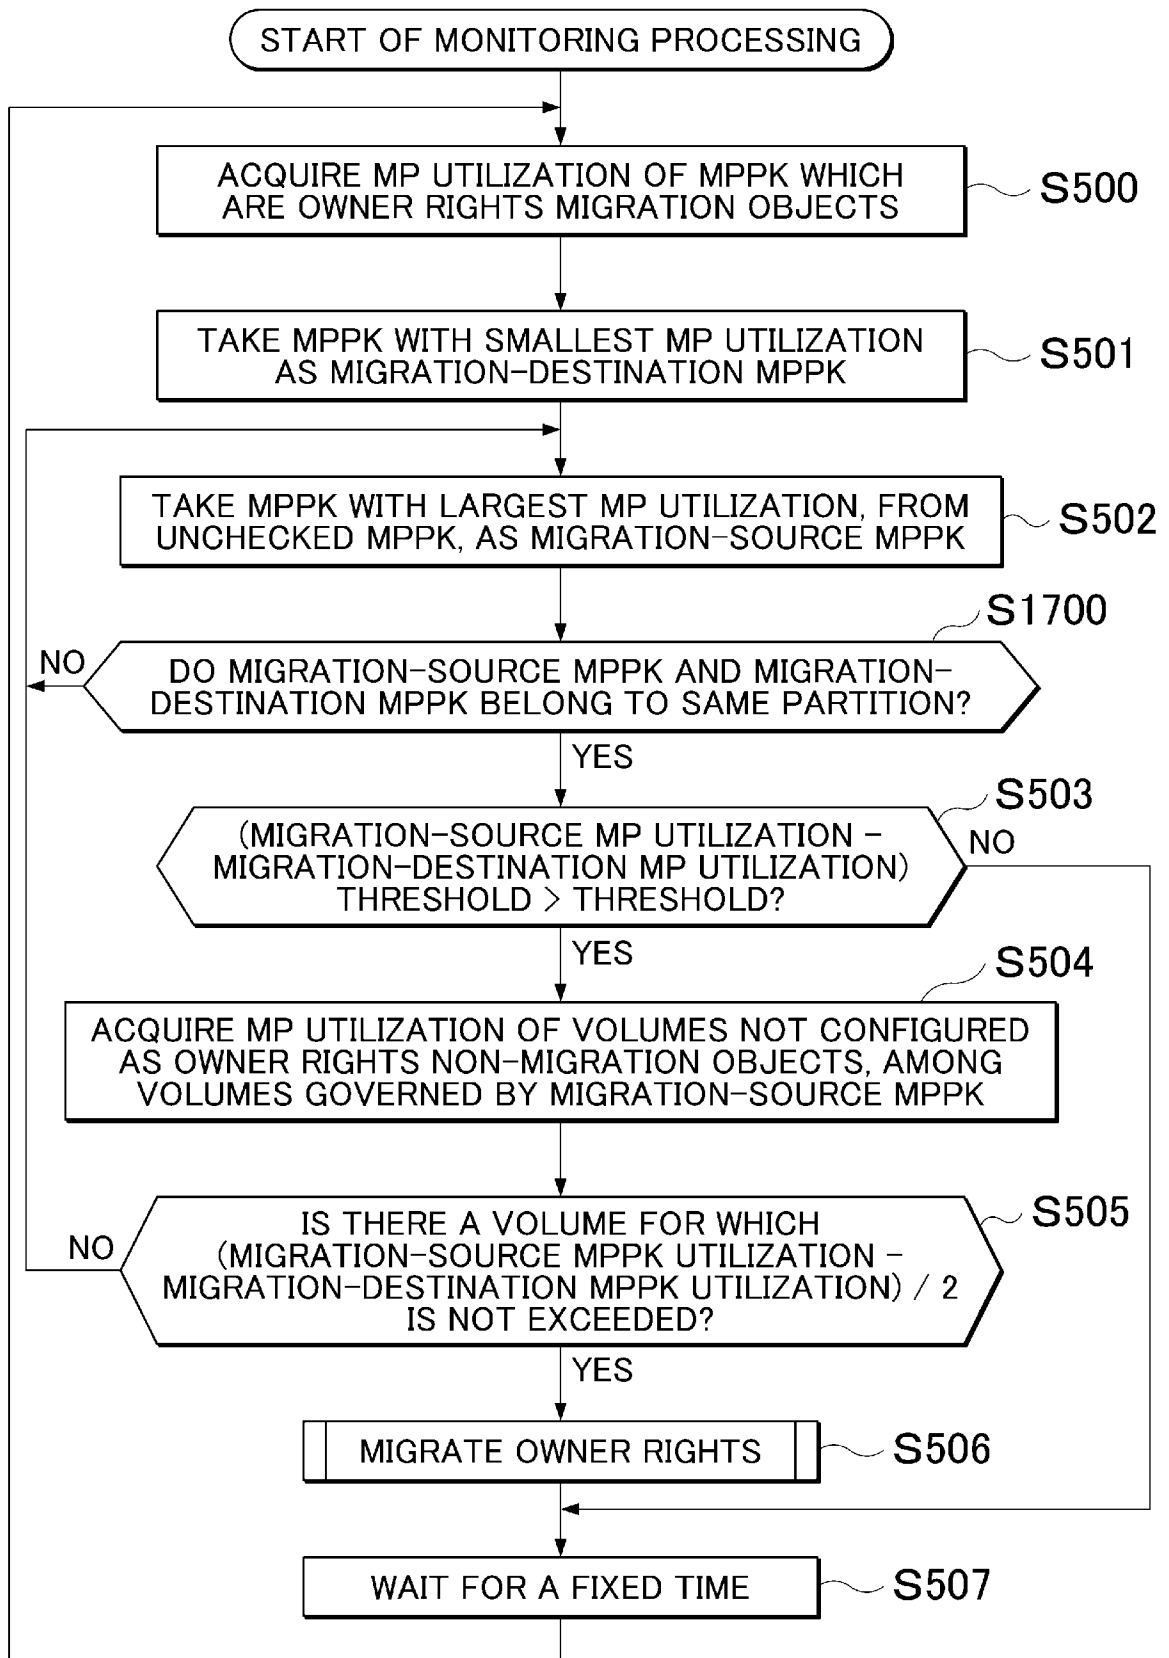 START OF MONITORING PROCESSING
ACQUIRE MP UTILIZATION OF MPPK WHICH
ARE OWNER RIGHTS MIGRATION OBJECTS
S500
TAKE MPPK WITH SMALLEST MP UTILIZATION
AS MIGRATION-DESTINATION MPPK
S501
TAKE MPPK WITH LARGEST MP UTILIZATION, FROM
UNCHECKED MPPK, AS MIGRATION-SOURCE MPPK
S502
S1700
NO
DO MIGRATION-SOURCE MPPK AND MIGRATION-
DESTINATION MPPK BELONG TO SAME PARTITION?
YES
S503
(MIGRATION-SOURCE MP UTILIZATION -
MIGRATION-DESTINATION MP UTILIZATION)
THRESHOLD > THRESHOLD?
NO
YES
S504
ACQUIRE MP UTILIZATION OF VOLUMES NOT CONFIGURED
AS OWNER RIGHTS NON-MIGRATION OBJECTS, AMONG
VOLUMES GOVERNED BY MIGRATION-SOURCE MPPK
S505
NO
IS THERE A VOLUME FOR WHICH
(MIGRATION-SOURCE MPPK UTILIZATION -
MIGRATION-DESTINATION MPPK UTILIZATION) / 2
IS NOT EXCEEDED?
YES
MIGRATE OWNER RIGHTS
S506
WAIT FOR A FIXED TIME
S507